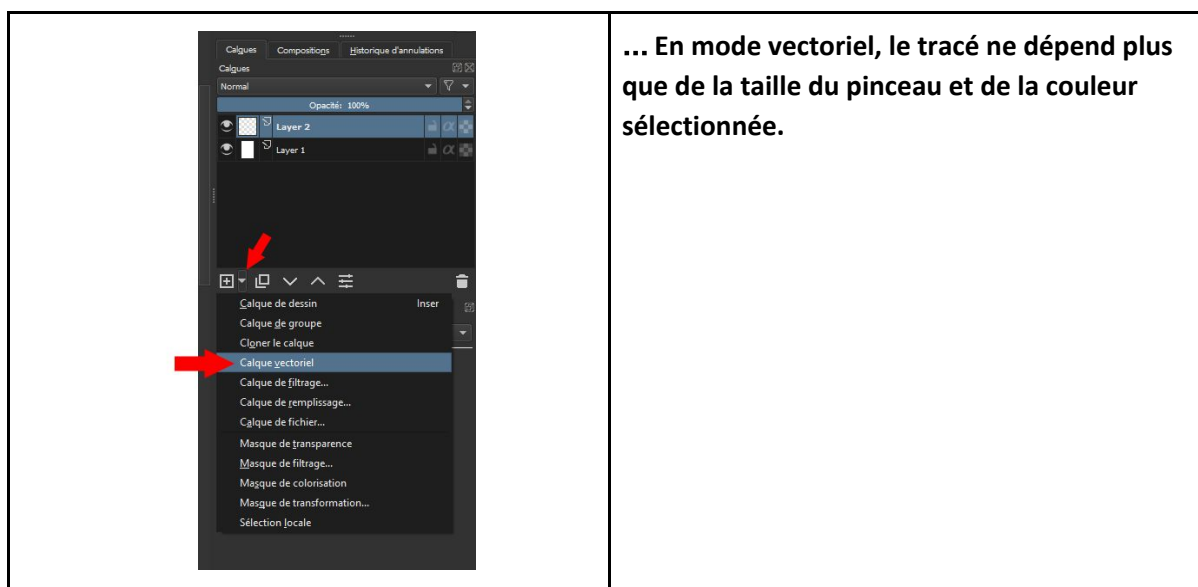 Calques Compositions Historique d'annulations
Calques
Normal
Opacité: 100%
Layer 2
Layer 1
Calque de dessin Inser
Calque de groupe
Cloner le calque
Calque vectoriel
Calque de filtrage...
Calque de remplissage...
Calque de fichier...
Masque de transparence
Masque de filtrage...
Masque de colorisation
Masque de transformation...
Sélection locale
... En mode vectoriel, le tracé ne dépend plus
que de la taille du pinceau et de la couleur
sélectionnée.